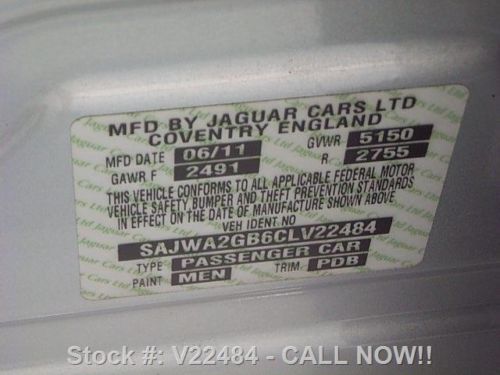 MFD BY JAGUAR CARS LTD
COVENTRY ENGLAND
MFD DATE 06/11 GVWR 5150
GAWR F 2491 R 2755
THIS VEHICLE CONFORMS TO ALL APPLICABLE FEDERAL MOTOR
VEHICLE SAFETY, BUMPER AND THEFT PREVENTION STANDARDS
IN EFFECT ON THE DATE OF MANUFACTURE SHOWN ABOVE
VEH IDENT NO
SAJWA2GB6CLV22484
TYPE PASSENGER CAR
PAINT MEN TRIM PDB
Stock #: V22484 - CALL NOW!!